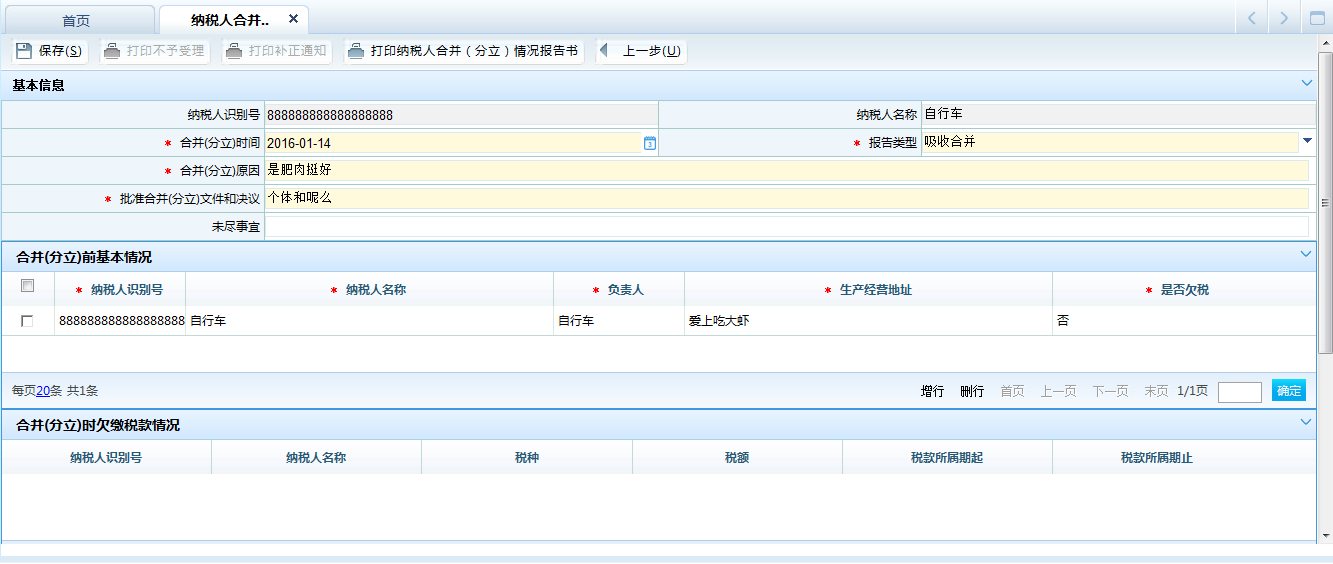 首页 纳税人合并..
保存(S) 打印不予受理 打印补正通知 打印纳税人合并（分立）情况报告书 上一步(U)
基本信息
纳税人识别号 888888888888888888 纳税人名称 自行车
* 合并(分立)时间 2016-01-14 * 报告类型 吸收合并
* 合并(分立)原因 是肥肉挺好
* 批准合并(分立)文件和决议 个体和呢么
未尽事宜
合并(分立)前基本情况
* 纳税人识别号 * 纳税人名称 * 负责人 * 生产经营地址 * 是否欠税
888888888888888888 自行车 自行车 爱上吃大虾 否
每页20条 共1条 增行 删行 首页 上一页 下一页 末页 1/1页 确定
合并(分立)时欠缴税款情况
纳税人识别号 纳税人名称 税种 税额 税款所属期起 税款所属期止